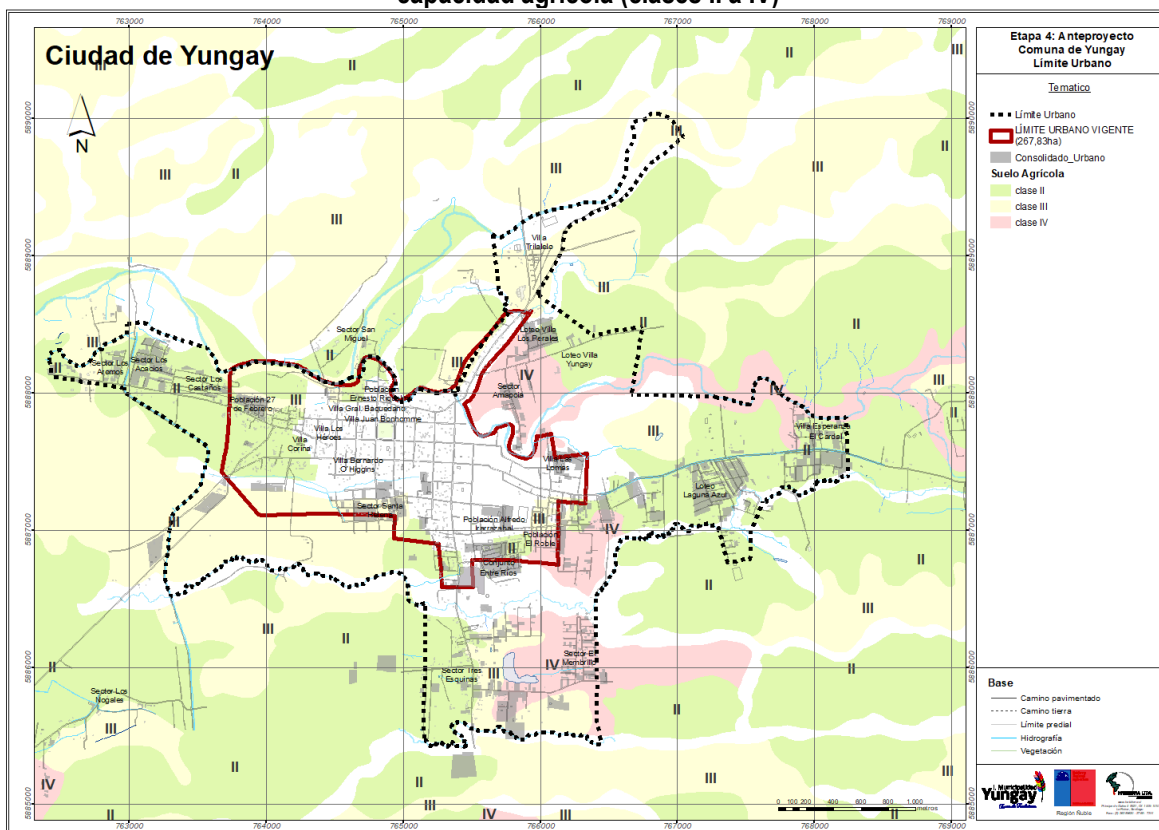 capacidad agrícola (clases II a IV)
763000 764000 765000 766000 767000 768000 769000
Ciudad de Yungay
N
5890000
5889000
5888000
5887000
5886000
5885000
Villa
Trilaleo
Sector San
Miguel
Loteo Villa
Los Perales
Loteo Villa
Yungay
Sector Los
Aromos
Sector Los
Acacios
Sector Los
Castaños
Población 27
de Febrero
Población
Ernesto
Villa Gral. Baquedano
Villa Juan Bonhomme
Sector
Villa Los
Héroes
Villa
Corina
Villa Bernardo
O'Higgins
Villa
Lomas
Villa Esperanza
El Cardal
Loteo
Laguna Azul
Sector Santa
Población Alfredo
Población
El Roble
Conjunto
Entre Ríos
Sector El
Membrillo
Sector Tres
Esquinas
Sector Los
Nogales
II
III
IV
Etapa 4: Anteproyecto
Comuna de Yungay
Límite Urbano
Tematico
Límite Urbano
LÍMITE URBANO VIGENTE
(267,83ha)
Consolidado_Urbano
Suelo Agrícola
clase II
clase III
clase IV
Base
Camino pavimentado
Camino tierra
Límite predial
Hidrografía
Vegetación
0 100 200 400 600 800 1.000
metros
I. Municipalidad
Yungay
Región Ñuble